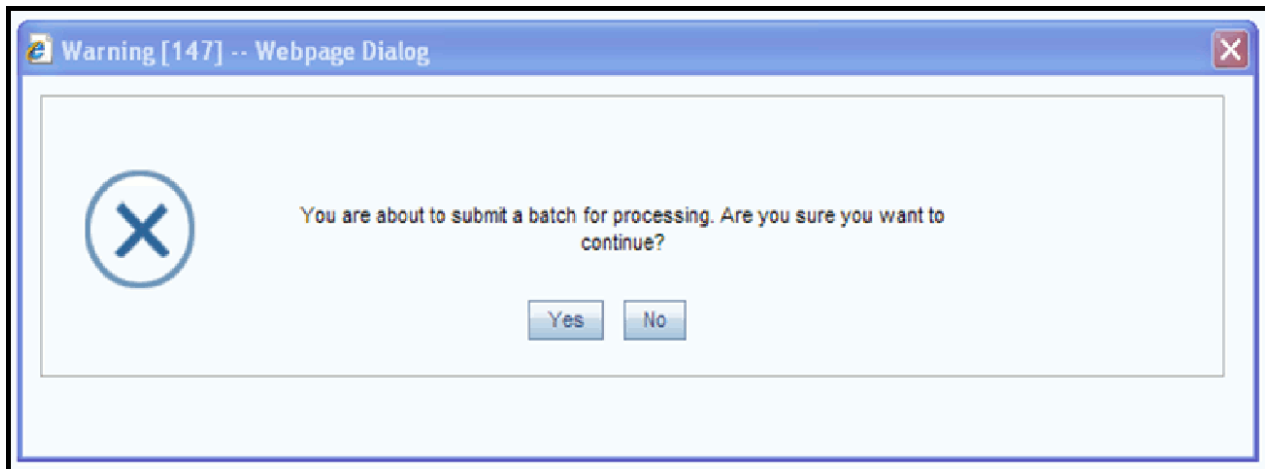 Warning [147] -- Webpage Dialog
You are about to submit a batch for processing. Are you sure you want to
continue?
Yes No